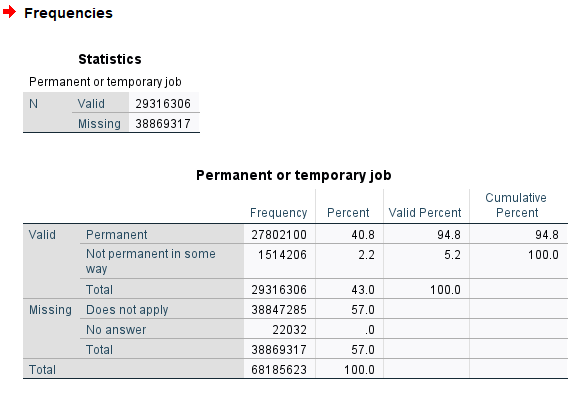 Frequencies
Statistics
Permanent or temporary job
N Valid 29316306
Missing 38869317
Permanent or temporary job
Frequency Percent Valid Percent Cumulative Percent
Valid Permanent 27802100 40.8 94.8 94.8
Not permanent in some way 1514206 2.2 5.2 100.0
Total 29316306 43.0 100.0
Missing Does not apply 38847285 57.0
No answer 22032 .0
Total 38869317 57.0
Total 68185623 100.0